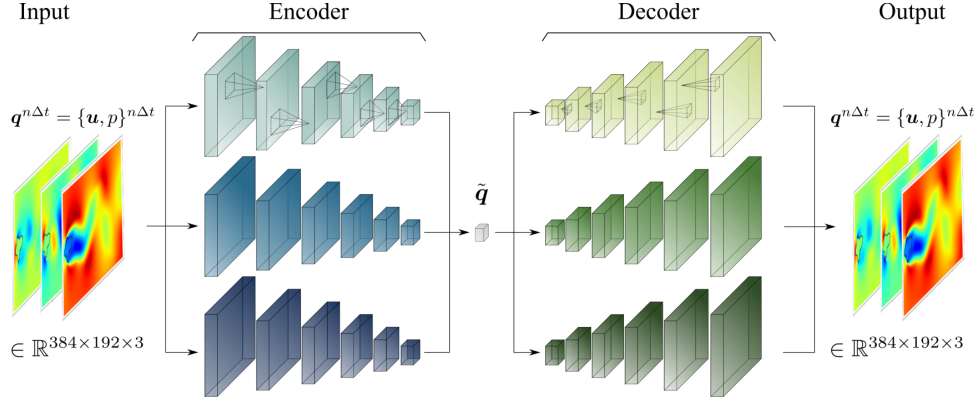 Input
Encoder
Decoder
Output
𝒒^{nΔt} = {𝒖, p}^{nΔt}
𝒒̃
𝒒^{nΔt} = {𝒖, p}^{nΔt}
∈ ℝ^{384×192×3}
∈ ℝ^{384×192×3}